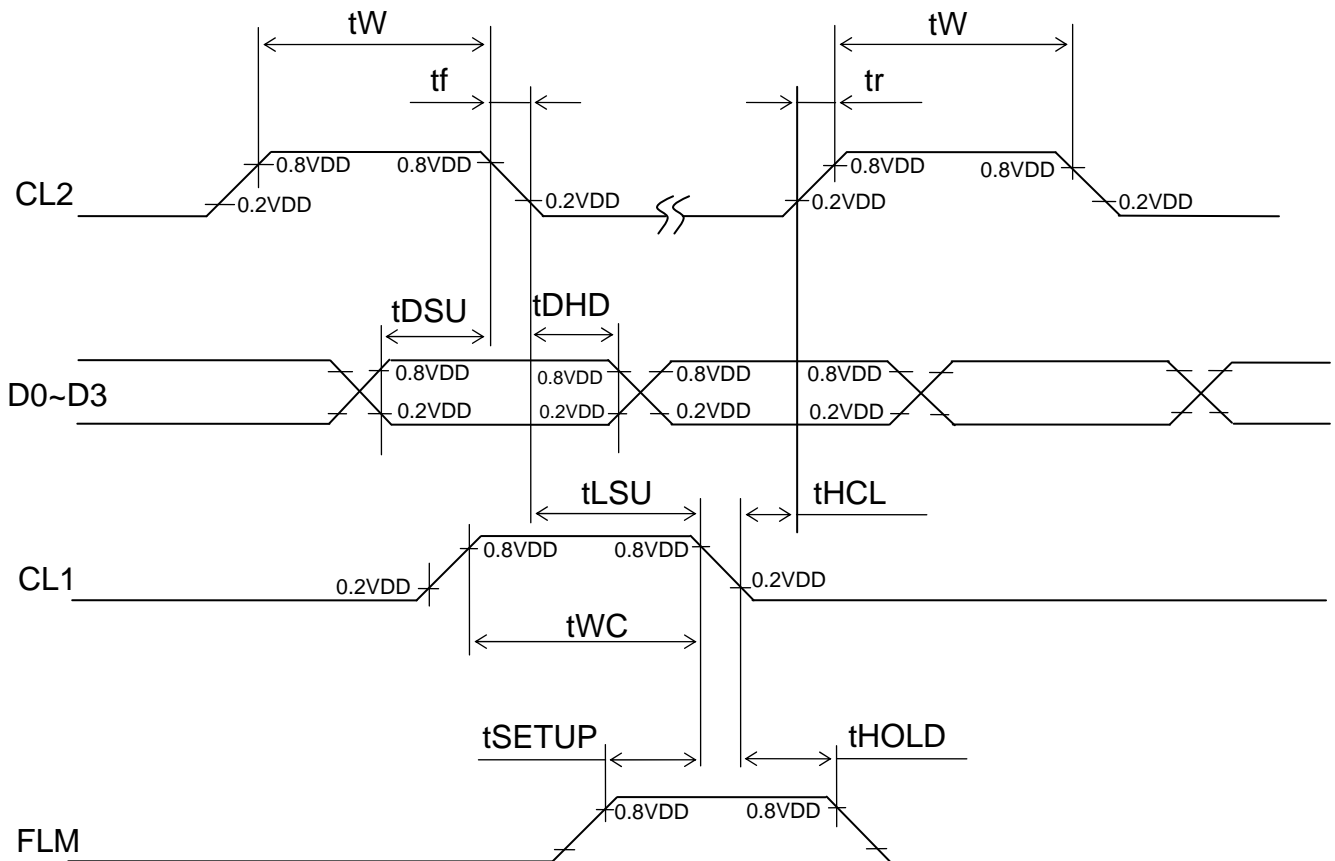 tW tW
tf tr
0.8VDD 0.8VDD 0.8VDD 0.8VDD
CL2
0.2VDD 0.2VDD 0.2VDD 0.2VDD
tDSU tDHD
0.8VDD 0.8VDD 0.8VDD 0.8VDD
D0~D3
0.2VDD 0.2VDD 0.2VDD 0.2VDD
tLSU tHCL
0.8VDD 0.8VDD
CL1 0.2VDD 0.2VDD
tWC
tSETUP tHOLD
0.8VDD 0.8VDD
FLM